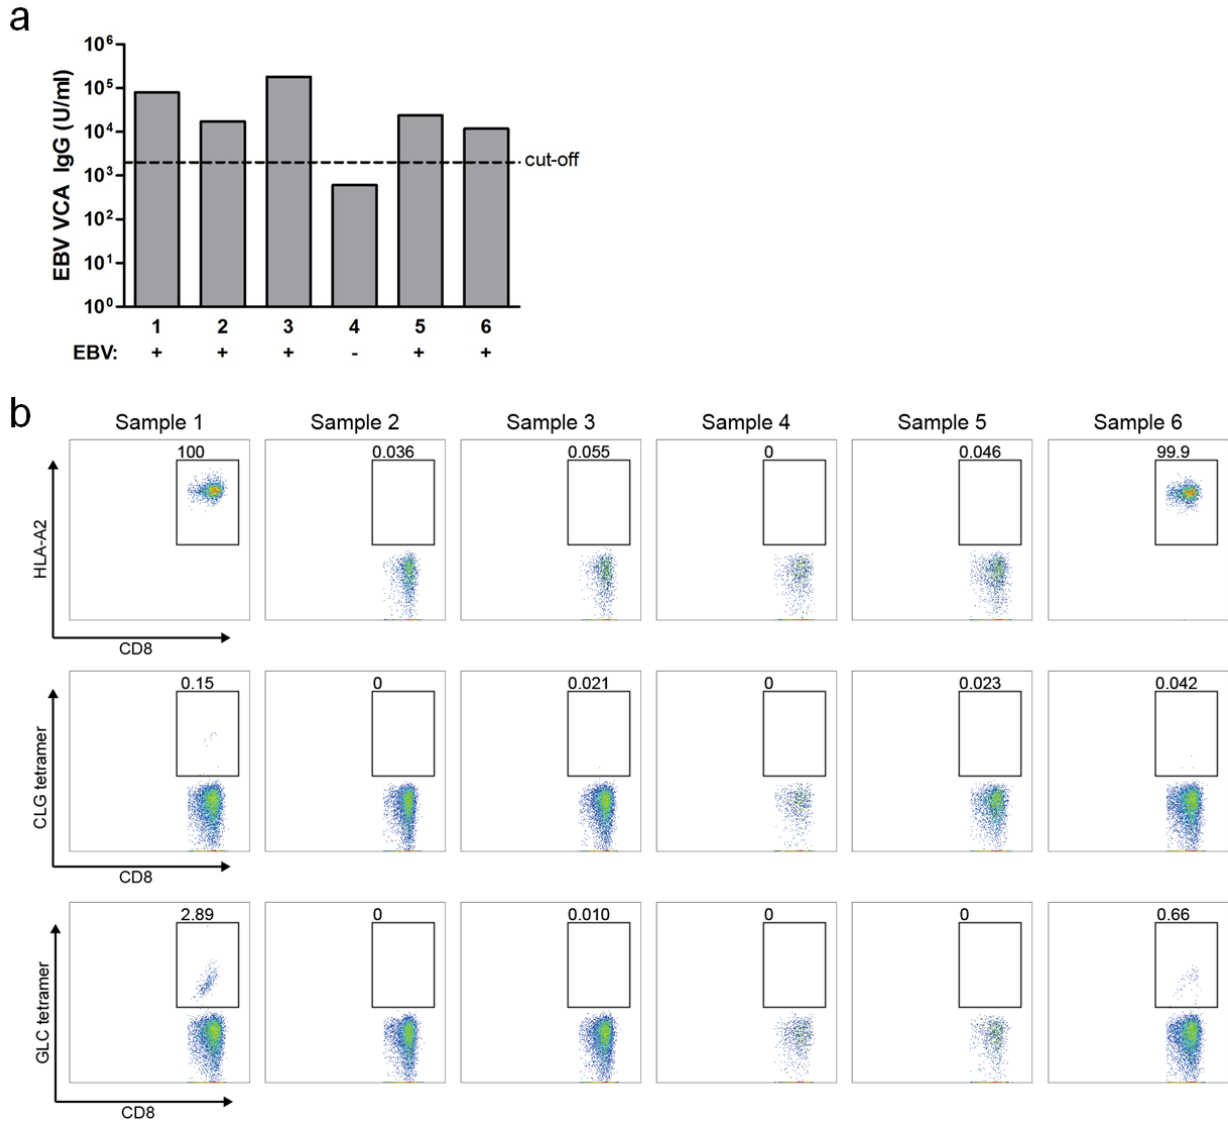 a
EBV VCA IgG (U/ml)
10⁶
10⁵
10⁴
10³
10²
10¹
10⁰
cut-off
1 2 3 4 5 6
EBV: + + + - + +
b
Sample 1 Sample 2 Sample 3 Sample 4 Sample 5 Sample 6
100 0.036 0.055 0 0.046 99.9
HLA-A2
CD8
0.15 0 0.021 0 0.023 0.042
CLG tetramer
CD8
2.89 0 0.010 0 0 0.66
GLC tetramer
CD8